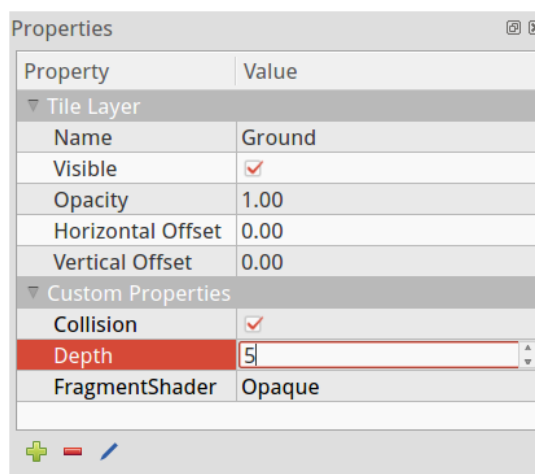 Properties
Property Value
Tile Layer
Name Ground
Visible
Opacity 1.00
Horizontal Offset 0.00
Vertical Offset 0.00
Custom Properties
Collision
Depth 5
FragmentShader Opaque